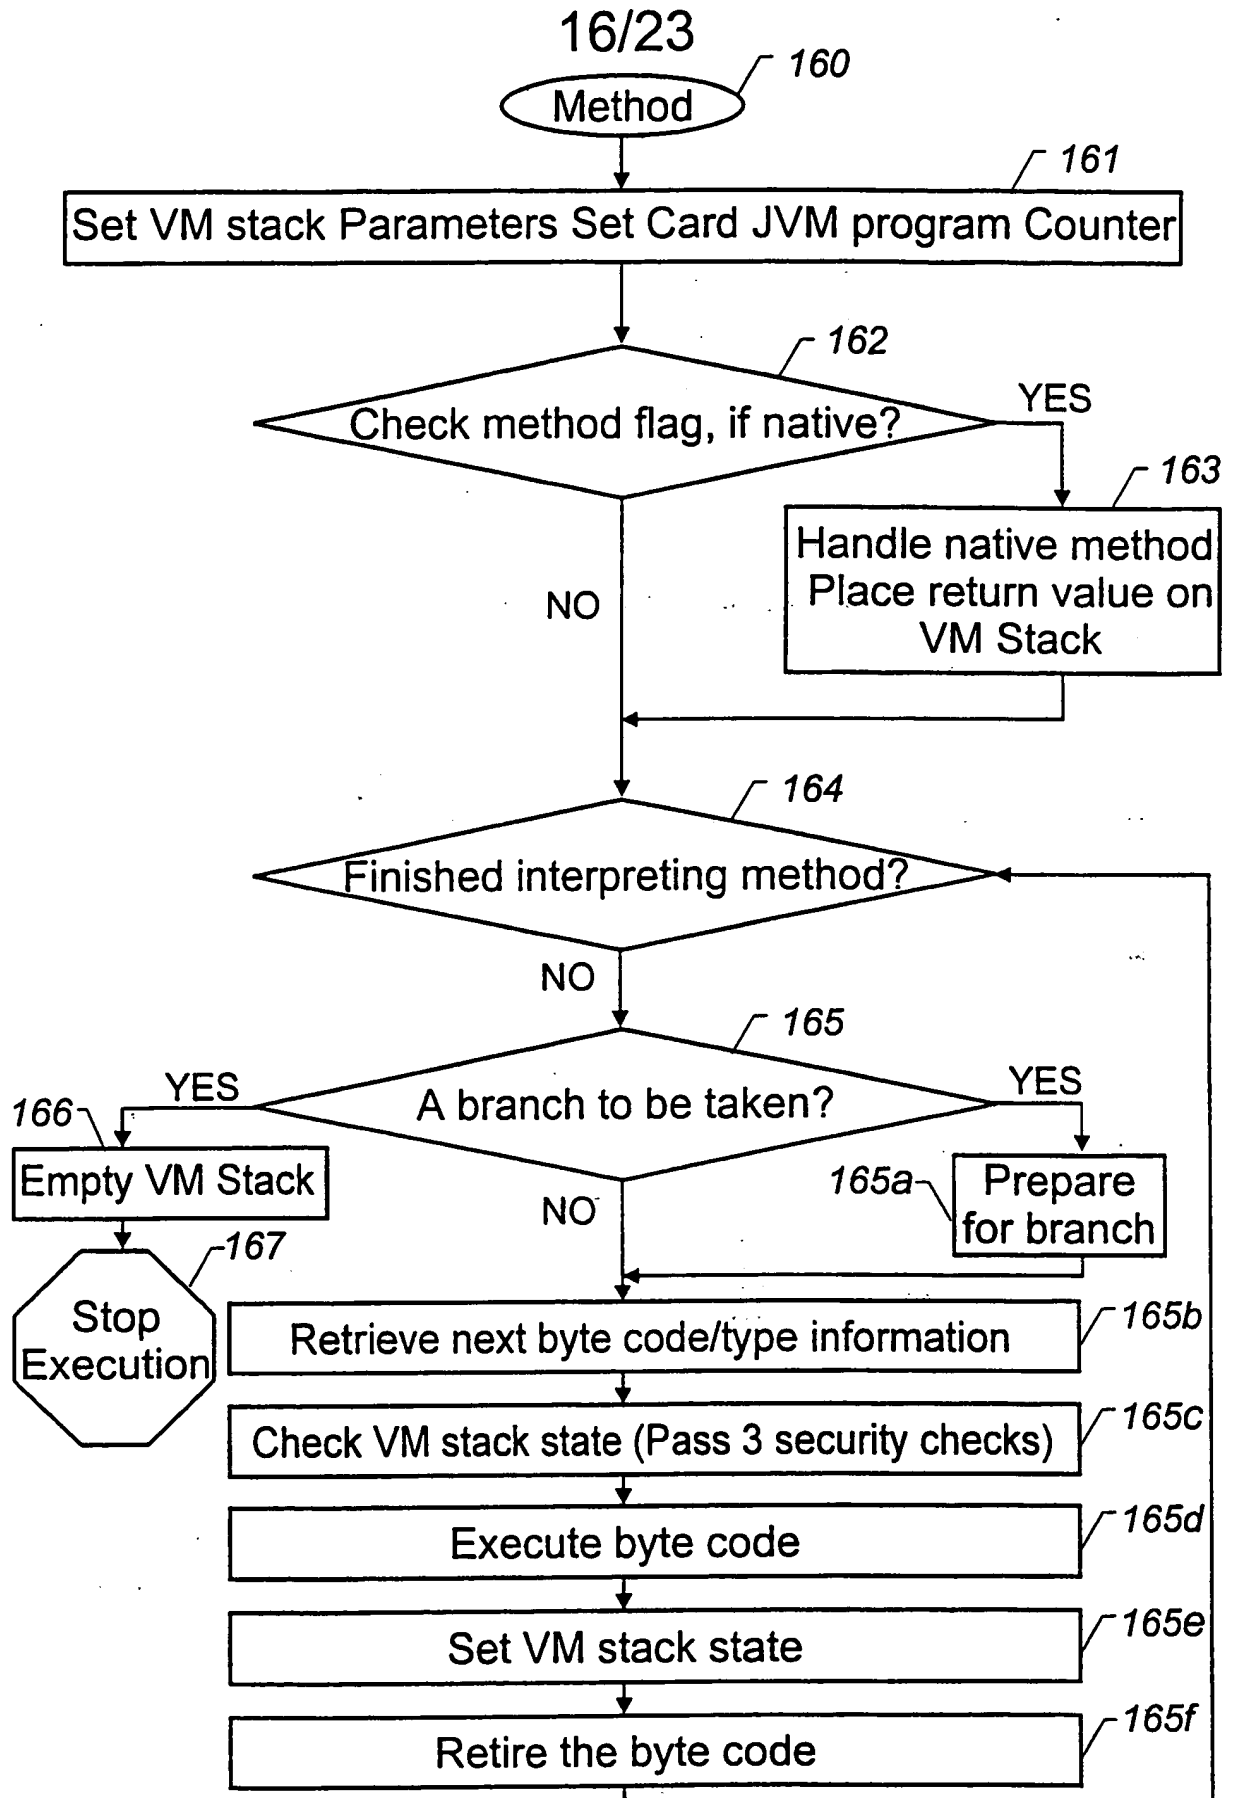 16/23
160
Method
161
Set VM stack Parameters Set Card JVM program Counter
162
Check method flag, if native?
YES
163
Handle native method
Place return value on
VM Stack
NO
164
Finished interpreting method?
NO
165
YES
A branch to be taken?
YES
166
Empty VM Stack
165a
Prepare
for branch
NO
167
Stop
Execution
165b
Retrieve next byte code/type information
165c
Check VM stack state (Pass 3 security checks)
165d
Execute byte code
165e
Set VM stack state
165f
Retire the byte code